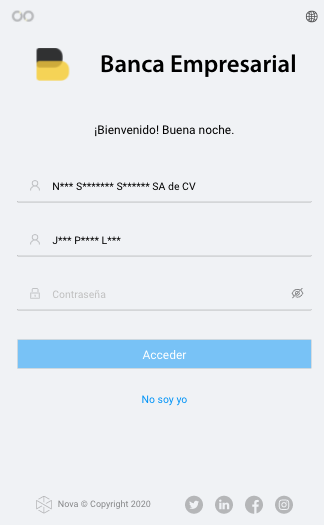 Banca Empresarial
¡Bienvenido! Buena noche.
N*** S******* S****** SA de CV
J*** P**** L***
Contraseña
Acceder
No soy yo
Nova © Copyright 2020